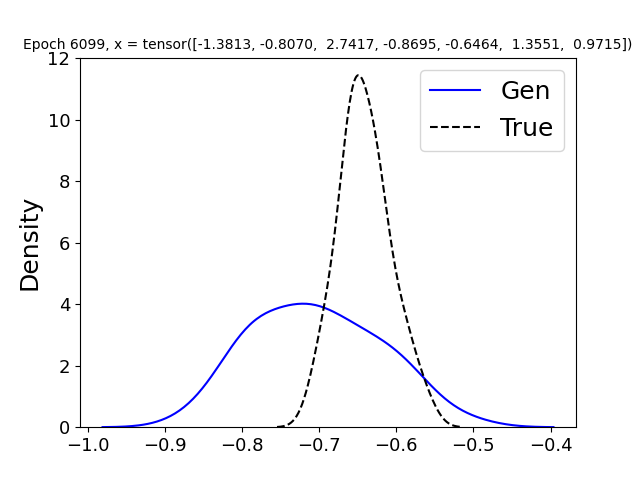 Epoch 6099, x = tensor([-1.3813, -0.8070,  2.7417, -0.8695, -0.6464,  1.3551,  0.9715])
12
10
8
6
4
2
0
Density
Gen
True
−1.0 −0.9 −0.8 −0.7 −0.6 −0.5 −0.4